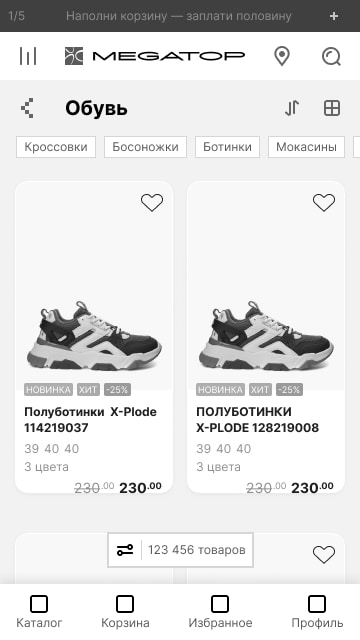 1/5 Наполни корзину — заплати половину +
MEGATOP
Обувь
Кроссовки Босоножки Ботинки Мокасины
НОВИНКА ХИТ -25% НОВИНКА ХИТ -25%
Полуботинки X-Plode ПОЛУБОТИНКИ
114219037 X-PLODE 128219008
39 40 40 39 40 40
3 цвета 3 цвета
230.00 230.00 230.00 230.00
123 456 товаров
Каталог Корзина Избранное Профиль